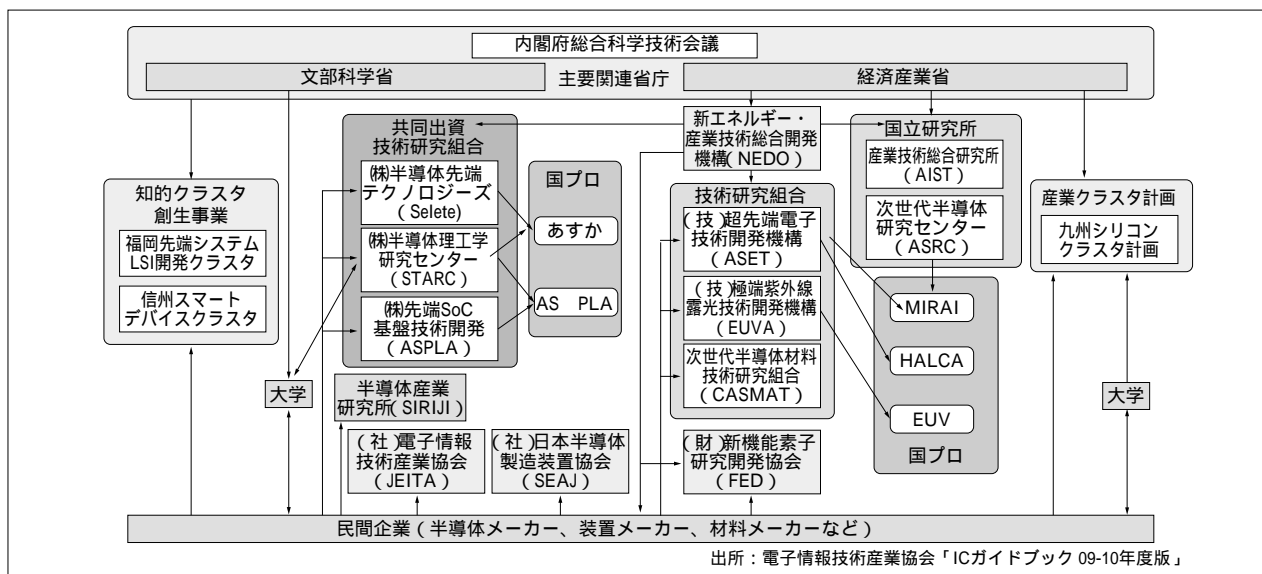 内閣府総合科学技術会議
文部科学省
主要関連省庁
経済産業省
共同出資
技術研究組合
(株)半導体先端
テクノロジーズ
(Selete)
(株)半導体理工学
研究センター
(STARC)
(株)先端SoC
基盤技術開発
(ASPLA)
国プロ
あすか
AS PLA
新エネルギー・
産業技術総合開発
機構(NEDO)
国立研究所
産業技術総合研究所
(AIST)
次世代半導体
研究センター
(ASRC)
知的クラスタ
創生事業
福岡先端システム
LSI開発クラスタ
信州スマート
デバイスクラスタ
技術研究組合
(技)超先端電子
技術開発機構
(ASET)
(技)極端紫外線
露光技術開発機構
(EUVA)
次世代半導体材料
技術研究組合
(CASMAT)
産業クラスタ計画
九州シリコン
クラスタ計画
MIRAI
HALCA
EUV
国プロ
大学
半導体産業
研究所(SIRIJI)
大学
(社)電子情報
技術産業協会
(JEITA)
(社)日本半導体
製造装置協会
(SEAJ)
(財)新機能素子
研究開発協会
(FED)
民間企業(半導体メーカー、装置メーカー、材料メーカーなど)
出所:電子情報技術産業協会「ICガイドブック 09-10年度版」